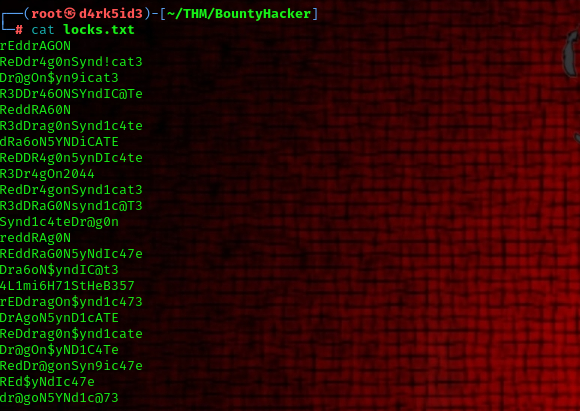 ┌──(root㉿d4rk5id3)-[~/THM/BountyHacker]
└─# cat locks.txt
rEddrAGON
ReDdr4g0nSynd!cat3
Dr@gOn$yn9icat3
R3DDr46ONSYndIC@Te
ReddRA60N
R3dDrag0nSynd1c4te
dRa6oN5YNDiCATE
ReDDR4g0n5ynDIc4te
R3Dr4gOn2044
RedDr4gonSynd1cat3
R3dDRaG0Nsynd1c@T3
Synd1c4teDr@g0n
reddRAg0N
REddRaG0N5yNdIc47e
Dra6oN$yndIC@t3
4L1mi6H71StHeB357
rEDdragOn$ynd1c473
DrAgoN5ynD1cATE
ReDdrag0n$ynd1cate
Dr@gOn$yND1C4Te
RedDr@gonSyn9ic47e
REd$yNdIc47e
dr@goN5YNd1c@73